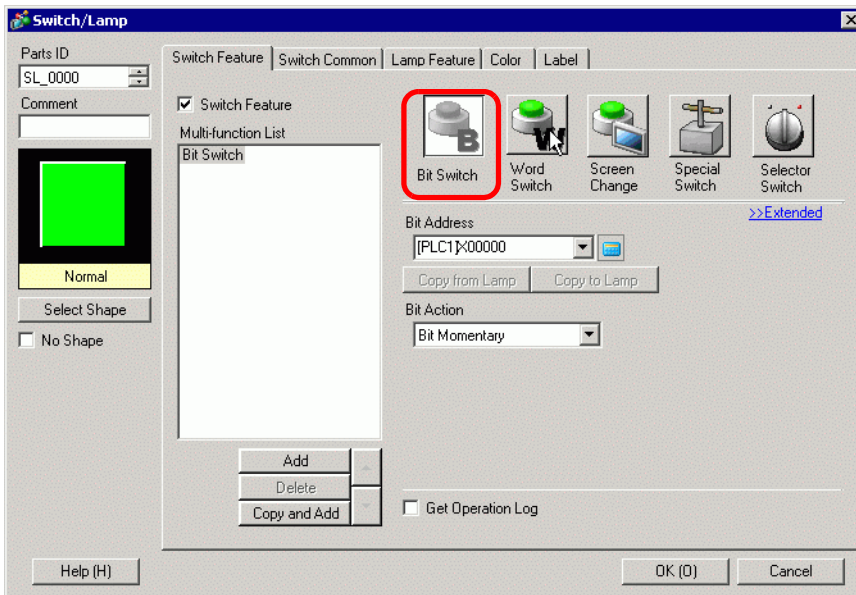 Switch/Lamp
Parts ID
SL_0000
Comment
Normal
Select Shape
No Shape
Switch Feature
Switch Common
Lamp Feature
Color
Label
Switch Feature
Multi-function List
Bit Switch
Add
Delete
Copy and Add
B
Bit Switch
W
Word
Switch
Screen
Change
Special
Switch
Selector
Switch
>>Extended
Bit Address
[PLC1]X00000
Copy from Lamp
Copy to Lamp
Bit Action
Bit Momentary
Get Operation Log
Help (H)
OK (O)
Cancel